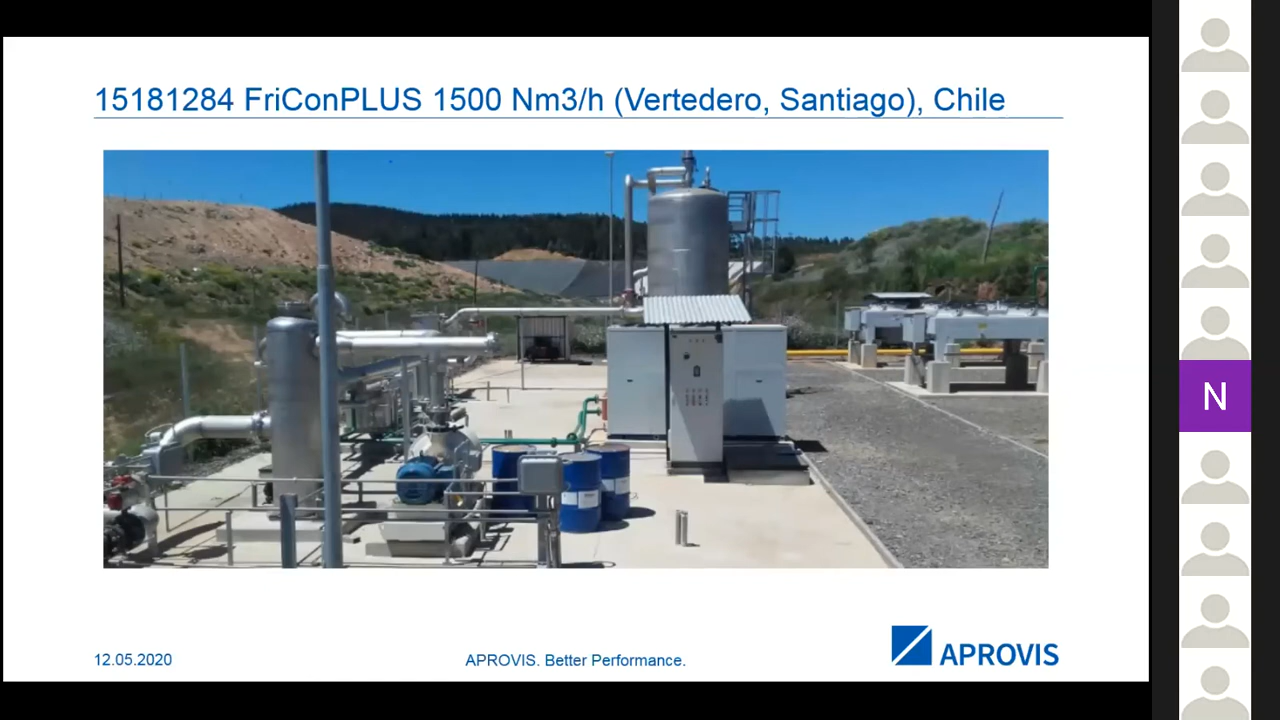 15181284 FriConPLUS 1500 Nm3/h (Vertedero, Santiago), Chile
N
12.05.2020
APROVIS. Better Performance.
APROVIS